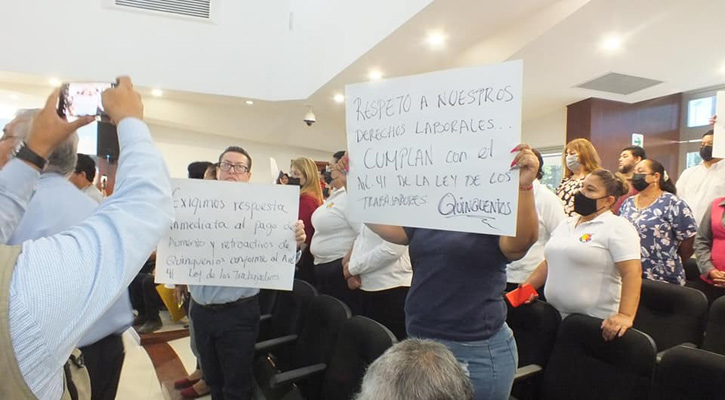 Exigimos respuesta
inmediata al pago de
Aumento y retroactivos de
Quinquenios conforme al Art.
41 Ley de los Trabajadores
RESPETO A NUESTROS
DERECHOS LABORALES...
CUMPLAN con el
Art. 41 DE LA LEY DE LOS
TRABAJADORES QUINQUENIOS